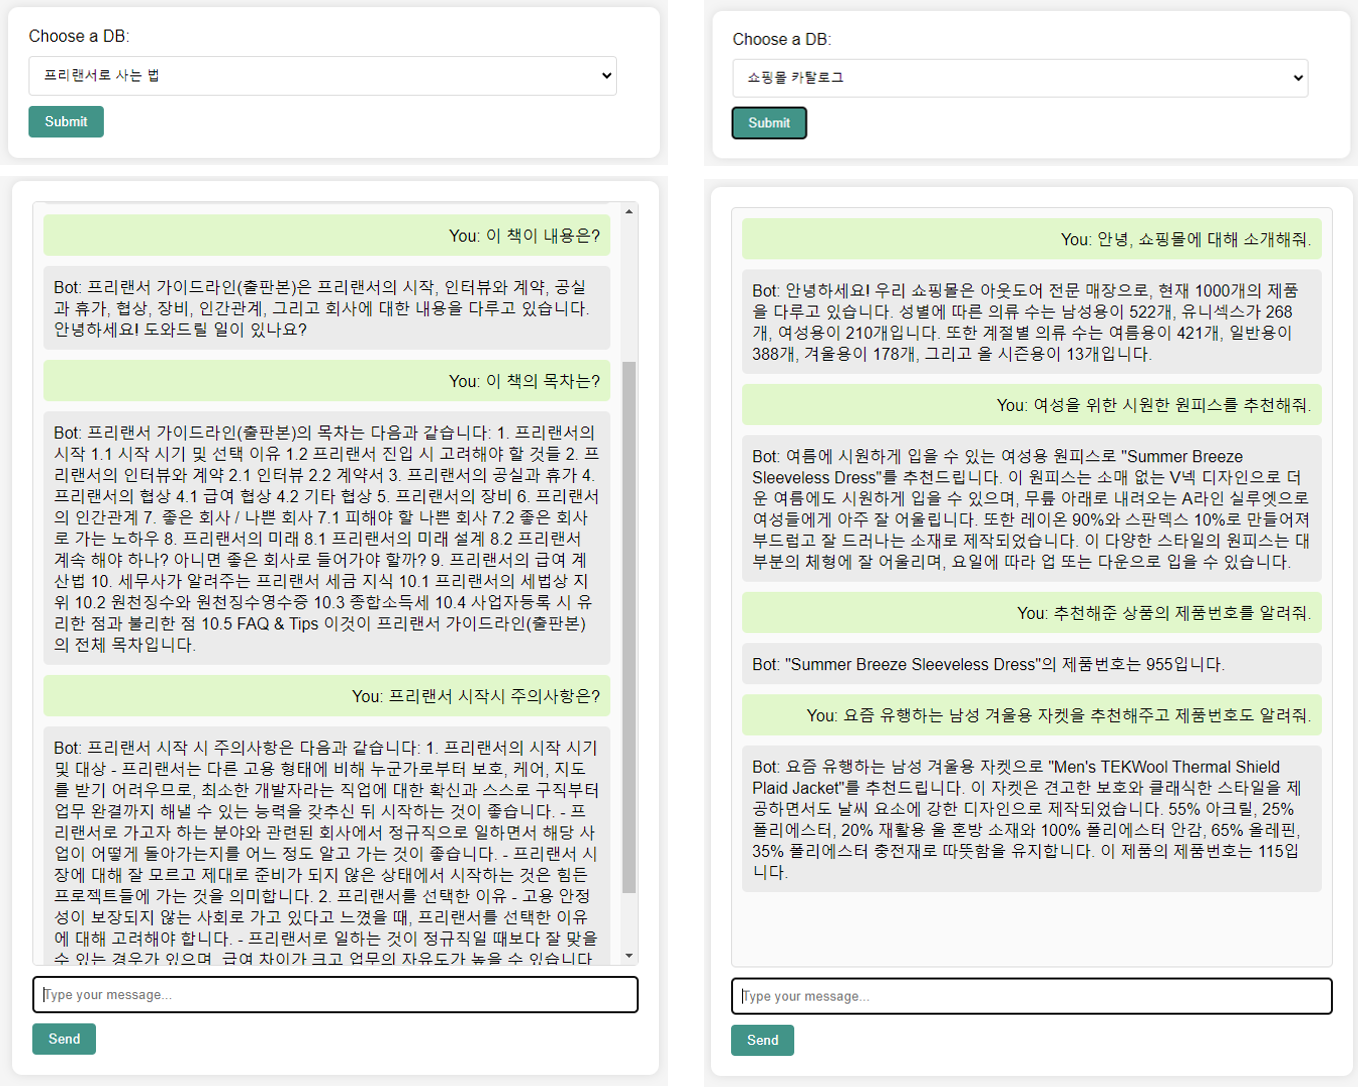 Choose a DB:
프리랜서로 사는 법
Submit
You: 이 책이 내용은?
Bot: 프리랜서 가이드라인(출판본)은 프리랜서의 시작, 인터뷰와 계약, 공실
과 휴가, 협상, 장비, 인간관계, 그리고 회사에 대한 내용을 다루고 있습니다.
안녕하세요! 도와드릴 일이 있나요?
You: 이 책의 목차는?
Bot: 프리랜서 가이드라인(출판본)의 목차는 다음과 같습니다: 1. 프리랜서의
시작 1.1 시작 시기 및 선택 이유 1.2 프리랜서 진입 시 고려해야 할 것들 2. 프
리랜서의 인터뷰와 계약 2.1 인터뷰 2.2 계약서 3. 프리랜서의 공실과 휴가 4.
프리랜서의 협상 4.1 급여 협상 4.2 기타 협상 5. 프리랜서의 장비 6. 프리랜서
의 인간관계 7. 좋은 회사 / 나쁜 회사 7.1 피해야 할 나쁜 회사 7.2 좋은 회사
로 가는 노하우 8. 프리랜서의 미래 8.1 프리랜서의 미래 설계 8.2 프리랜서
계속 해야 하나? 아니면 좋은 회사로 들어가야 할까? 9. 프리랜서의 급여 계
산법 10. 세무사가 알려주는 프리랜서 세금 지식 10.1 프리랜서의 세법상 지
위 10.2 원천징수와 원천징수영수증 10.3 종합소득세 10.4 사업자등록 시 유
리한 점과 불리한 점 10.5 FAQ & Tips 이것이 프리랜서 가이드라인(출판본)
의 전체 목차입니다.
You: 프리랜서 시작시 주의사항은?
Bot: 프리랜서 시작 시 주의사항은 다음과 같습니다: 1. 프리랜서의 시작 시기
및 대상 - 프리랜서는 다른 고용 형태에 비해 누군가로부터 보호, 케어, 지도
를 받기 어려우므로, 최소한 개발자라는 직업에 대한 확신과 스스로 구직부터
업무 완결까지 해낼 수 있는 능력을 갖추신 뒤 시작하는 것이 좋습니다. - 프
리랜서로 가고자 하는 분야와 관련된 회사에서 정규직으로 일하면서 해당 사
업이 어떻게 돌아가는지를 어느 정도 알고 가는 것이 좋습니다. - 프리랜서 시
장에 대해 잘 모르고 제대로 준비가 되지 않은 상태에서 시작하는 것은 힘든
프로젝트들에 가는 것을 의미합니다. 2. 프리랜서를 선택한 이유 - 고용 안정
성이 보장되지 않는 사회로 가고 있다고 느꼈을 때, 프리랜서를 선택한 이유
에 대해 고려해야 합니다. - 프리랜서로 일하는 것이 정규직일 때보다 잘 맞을
수 있는 경우가 있으며, 급여 차이가 크고 업무의 자유도가 높을 수 있습니다
Type your message...
Send
Choose a DB:
쇼핑몰 카탈로그
Submit
You: 안녕, 쇼핑몰에 대해 소개해줘.
Bot: 안녕하세요! 우리 쇼핑몰은 아웃도어 전문 매장으로, 현재 1000개의 제품
을 다루고 있습니다. 성별에 따른 의류 수는 남성용이 522개, 유니섹스가 268
개, 여성용이 210개입니다. 또한 계절별 의류 수는 여름용이 421개, 일반용이
388개, 겨울용이 178개, 그리고 올 시즌용이 13개입니다.
You: 여성을 위한 시원한 원피스를 추천해줘.
Bot: 여름에 시원하게 입을 수 있는 여성용 원피스로 "Summer Breeze
Sleeveless Dress"를 추천드립니다. 이 원피스는 소매 없는 V넥 디자인으로 더
운 여름에도 시원하게 입을 수 있으며, 무릎 아래로 내려오는 A라인 실루엣으로
여성들에게 아주 잘 어울립니다. 또한 레이온 90%와 스판덱스 10%로 만들어져
부드럽고 잘 드러나는 소재로 제작되었습니다. 이 다양한 스타일의 원피스는 대
부분의 체형에 잘 어울리며, 요일에 따라 업 또는 다운으로 입을 수 있습니다.
You: 추천해준 상품의 제품번호를 알려줘.
Bot: "Summer Breeze Sleeveless Dress"의 제품번호는 955입니다.
You: 요즘 유행하는 남성 겨울용 자켓을 추천해주고 제품번호도 알려줘.
Bot: 요즘 유행하는 남성 겨울용 자켓으로 "Men's TEKWool Thermal Shield
Plaid Jacket"를 추천드립니다. 이 자켓은 견고한 보호와 클래식한 스타일을 제
공하면서도 날씨 요소에 강한 디자인으로 제작되었습니다. 55% 아크릴, 25%
폴리에스터, 20% 재활용 울 혼방 소재와 100% 폴리에스터 안감, 65% 올레핀,
35% 폴리에스터 충전재로 따뜻함을 유지합니다. 이 제품의 제품번호는 115입
니다.
Type your message...
Send